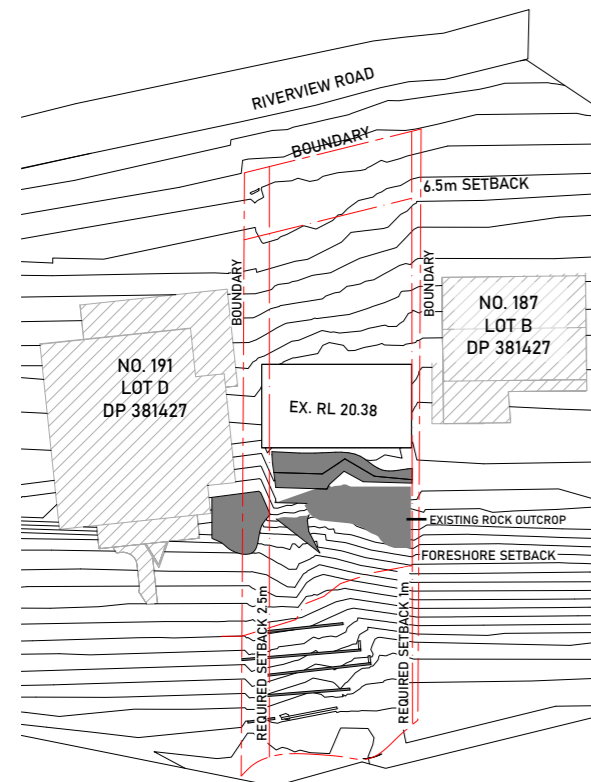 RIVERVIEW ROAD
BOUNDARY
6.5m SETBACK
BOUNDARY
BOUNDARY
NO. 187
LOT B
DP 381427
NO. 191
LOT D
DP 381427
EX. RL 20.38
EXISTING ROCK OUTCROP
FORESHORE SETBACK
REQUIRED SETBACK 2.5m
REQUIRED SETBACK 1m